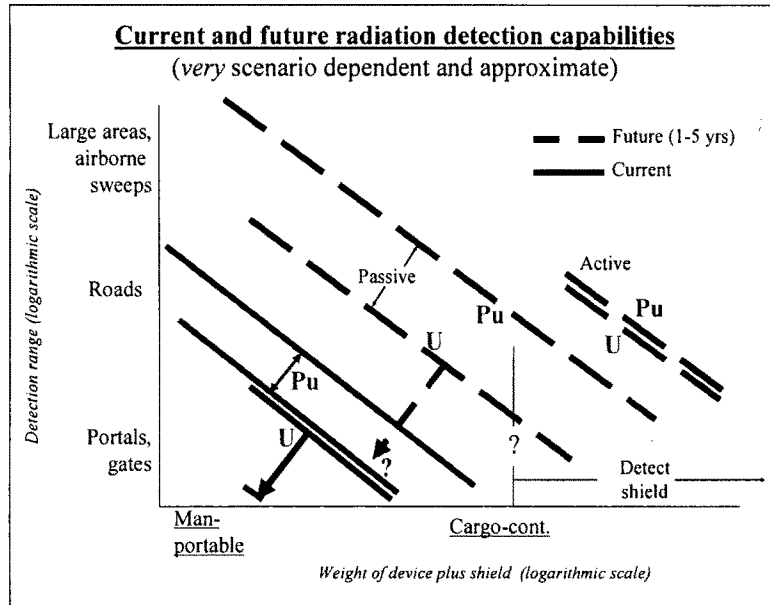 Current and future radiation detection capabilities
(very scenario dependent and approximate)
Large areas,
airborne
sweeps
Future (1-5 yrs)
Current
Roads
Passive
Active
Pu
Pu
U
U
Pu
U
Portals,
gates
?
?
Detect
shield
Man-
portable
Cargo-cont.
Detection range (logarithmic scale)
Weight of device plus shield (logarithmic scale)